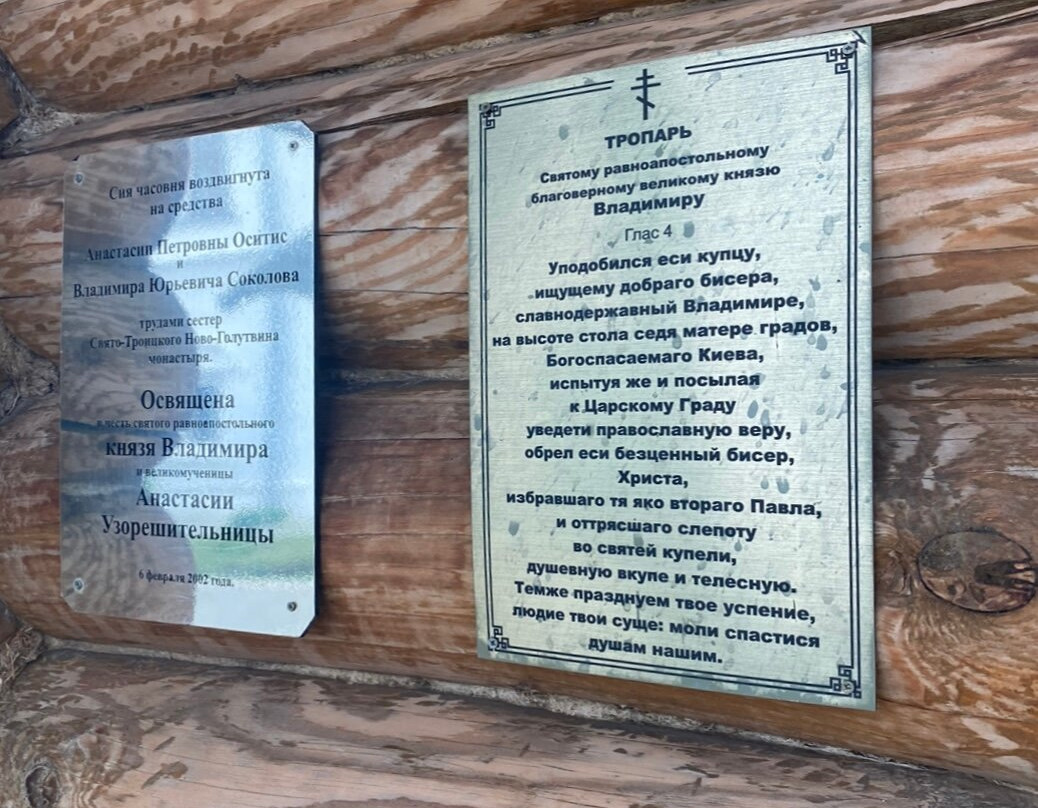 Сия часовня воздвигнута
на средства
Анастасии Петровны Оситис
и
Владимира Юрьевича Соколова
трудами сестер
Свято-Троицкого Ново-Голутвина
монастыря.
Освящена
в честь святого равноапостольного
князя Владимира
и великомученицы
Анастасии
Узорешительницы
6 февраля 2002 года.
ТРОПАРЬ
Святому равноапостольному
благоверному великому князю
Владимиру
Глас 4
Уподобился еси купцу,
ищущему добраго бисера,
славнодержавный Владимире,
на высоте стола седя матере градов,
Богоспасаемаго Киева,
испытуя же и посылая
к Царскому Граду
уведети православную веру,
обрел еси безценный бисер,
Христа,
избравшаго тя яко втораго Павла,
и оттрясшаго слепоту
во святей купели,
душевную вкупе и телесную.
Темже празднуем твое успение,
людие твои суще: моли спастися
душам нашим.